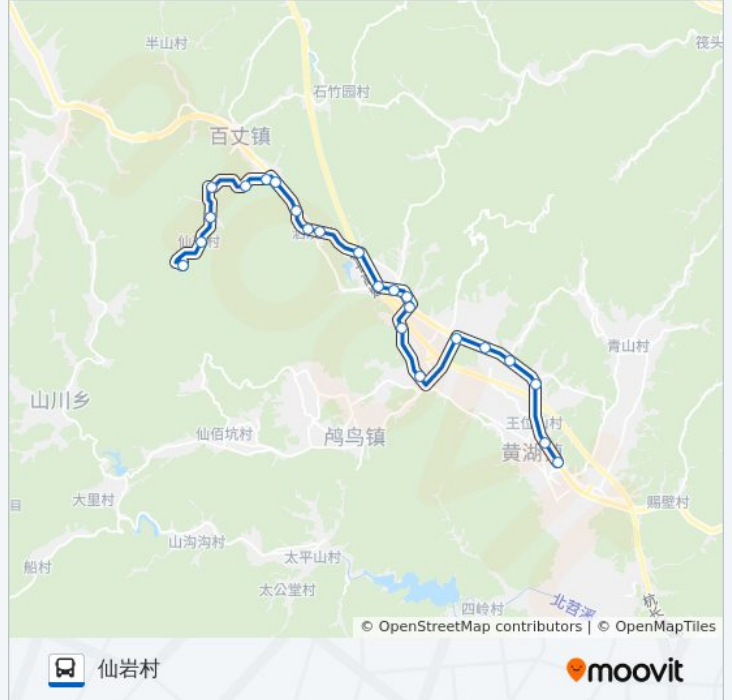 半山村
筏头
石竹园村
百丈镇
青山村
山川乡
王位山村
仙佰坑村
鸬鸟镇
黄湖镇
目
大里村
赐壁村
山沟沟村
船村
太平山村
太公堂村
四岭村
北苕溪
杭
© OpenStreetMap contributors | © OpenMapTiles
仙岩村
moovit